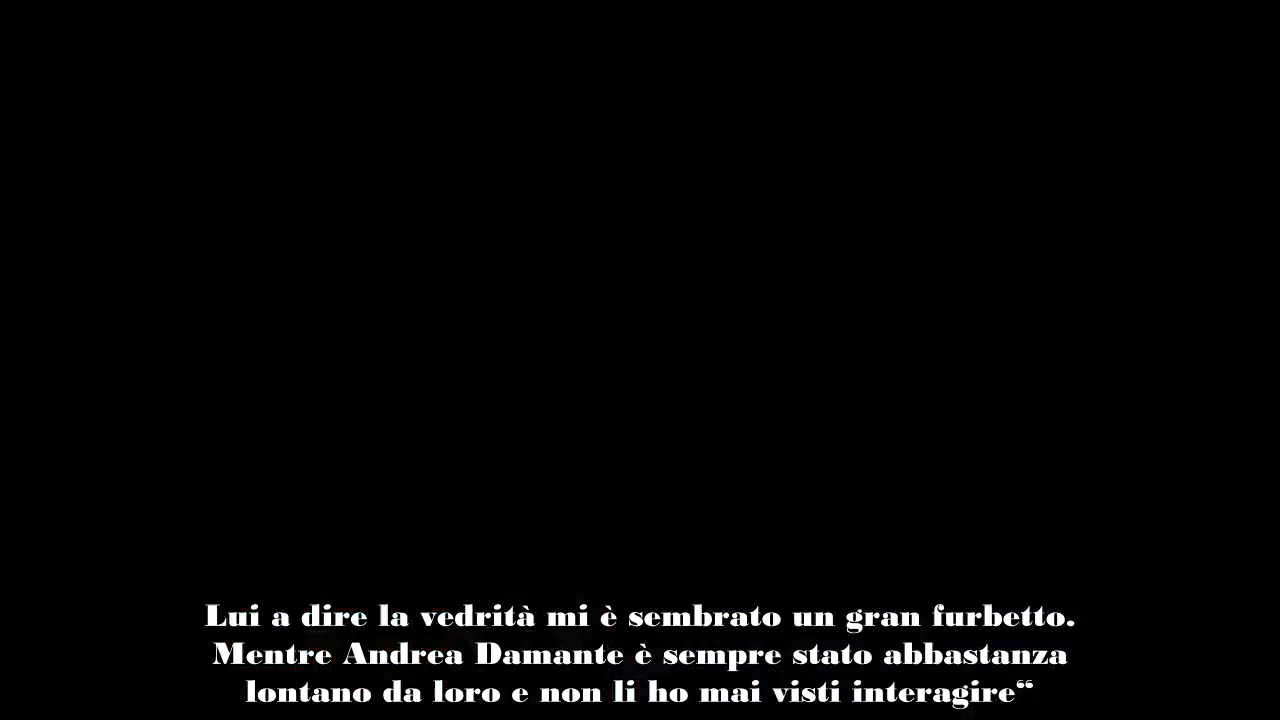 Lui a dire la vedrità mi è sembrato un gran furbetto.
Mentre Andrea Damante è sempre stato abbastanza
lontano da loro e non li ho mai visti interagire“